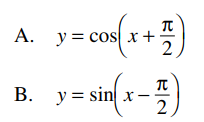 A. y = cos(x + π/2)
B. y = sin(x − π/2)